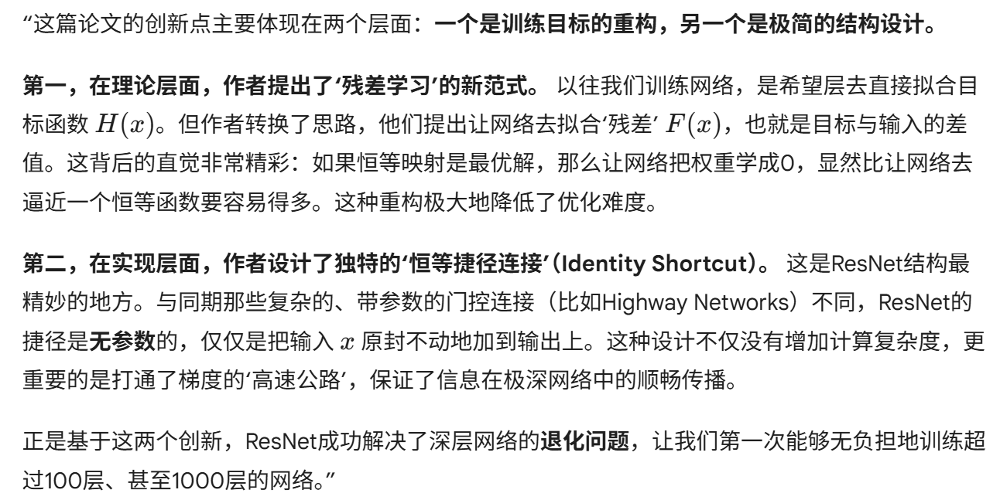 “这篇论文的创新点主要体现在两个层面：一个是训练目标的重构，另一个是极简的结构设计。
第一，在理论层面，作者提出了‘残差学习’的新范式。 以往我们训练网络，是希望层去直接拟合目
标函数 H(x)。但作者转换了思路，他们提出让网络去拟合‘残差’ F(x)，也就是目标与输入的差
值。这背后的直觉非常精彩：如果恒等映射是最优解，那么让网络把权重学成0，显然比让网络去
逼近一个恒等函数要容易得多。这种重构极大地降低了优化难度。
第二，在实现层面，作者设计了独特的‘恒等捷径连接’（Identity Shortcut）。 这是ResNet结构最
精妙的地方。与同期那些复杂的、带参数的门控连接（比如Highway Networks）不同，ResNet的
捷径是无参数的，仅仅是把输入 x 原封不动地加到输出上。这种设计不仅没有增加计算复杂度，更
重要的是打通了梯度的‘高速公路’，保证了信息在极深网络中的顺畅传播。
正是基于这两个创新，ResNet成功解决了深层网络的退化问题，让我们第一次能够无负担地训练超
过100层、甚至1000层的网络。”